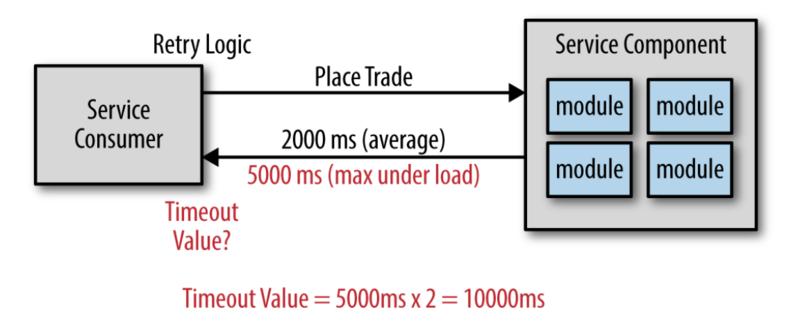 Retry Logic
Service Component
Place Trade
Service
Consumer
module
module
2000 ms (average)
5000 ms (max under load)
module
module
Timeout
Value?
Timeout Value = 5000ms x 2 = 10000ms